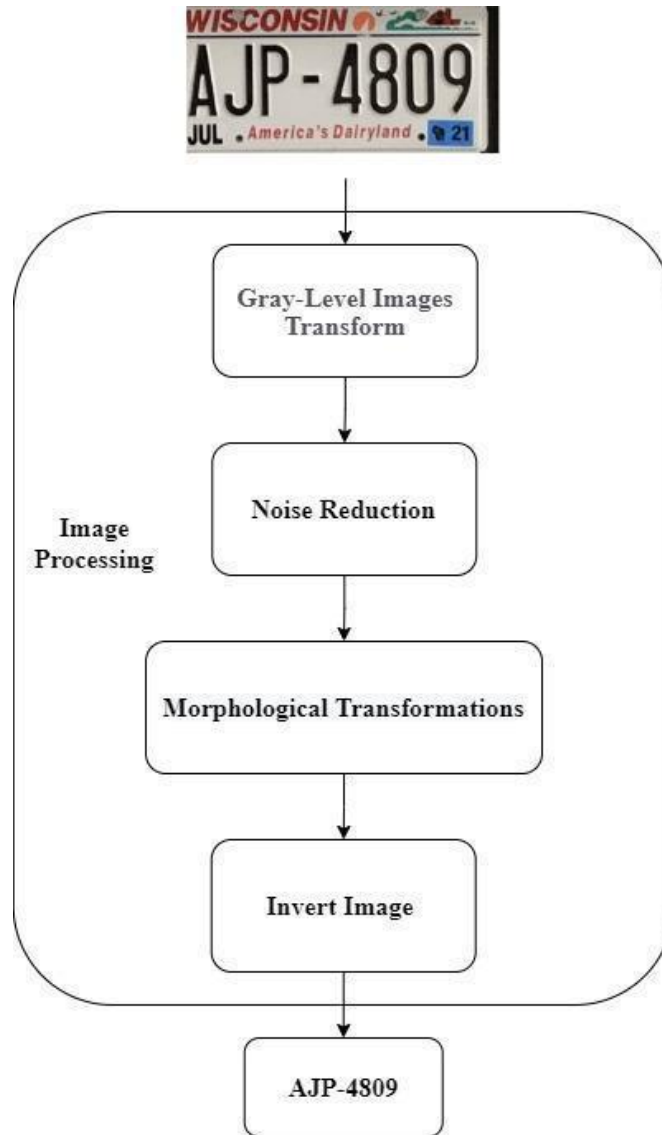 WISCONSIN
AJP-4809
JUL America's Dairyland 21
Gray-Level Images
Transform
Noise Reduction
Image
Processing
Morphological Transformations
Invert Image
AJP-4809